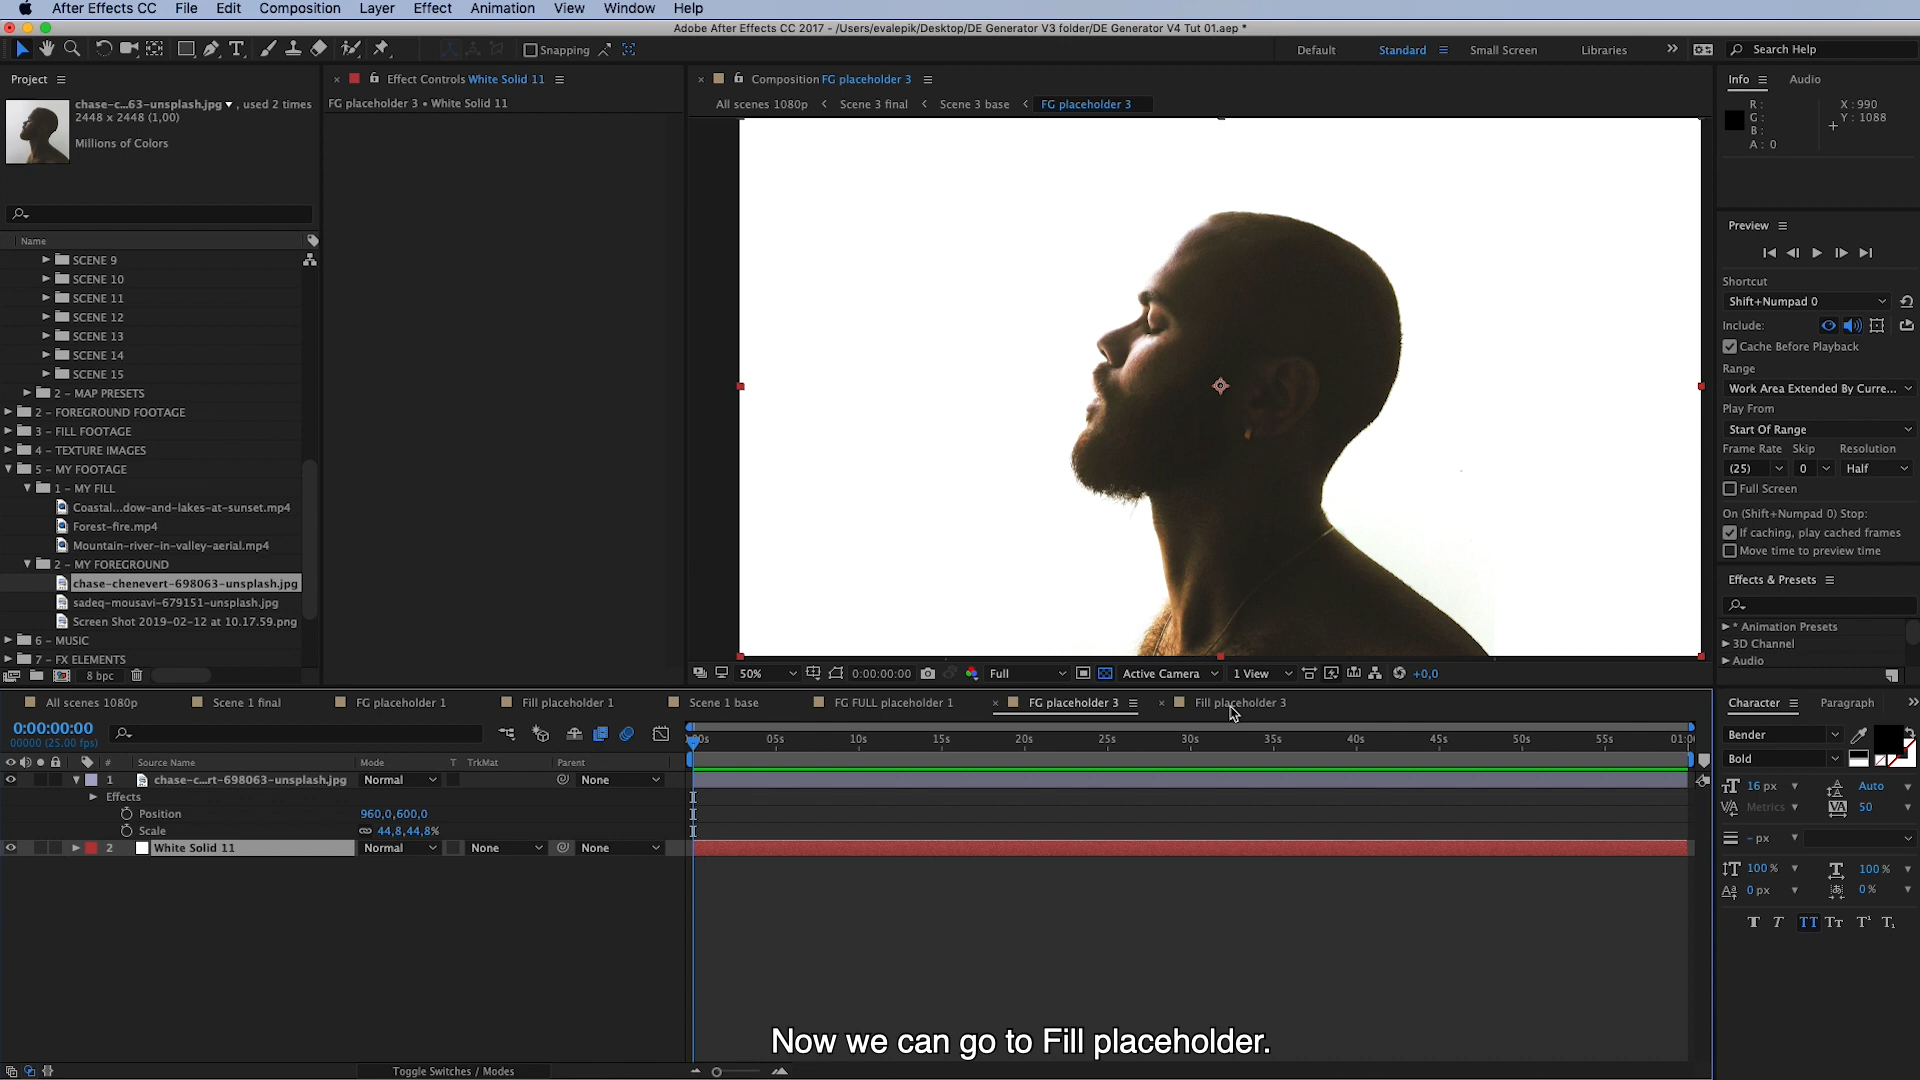 After Effects CC File Edit Composition Layer Effect Animation View Window Help
Adobe After Effects CC 2017 - /Users/evalepik/Desktop/DE Generator V3 folder/DE Generator V4 Tut 01.aep *
Snapping Default Standard Small Screen Libraries Search Help
Project
chase-c...63-unsplash.jpg, used 2 times
2448 x 2448 (1,00)
Millions of Colors
Name
SCENE 9
SCENE 10
SCENE 11
SCENE 12
SCENE 13
SCENE 14
SCENE 15
2 - MAP PRESETS
2 - FOREGROUND FOOTAGE
3 - FILL FOOTAGE
4 - TEXTURE IMAGES
5 - MY FOOTAGE
1 - MY FILL
Coastal...dow-and-lakes-at-sunset.mp4
Forest-fire.mp4
Mountain-river-in-valley-aerial.mp4
2 - MY FOREGROUND
chase-chenevert-698063-unsplash.jpg
sadeq-mousavi-679151-unsplash.jpg
Screen Shot 2019-02-12 at 10.17.59.png
6 - MUSIC
7 - FX ELEMENTS
8 bpc
Effect Controls White Solid 11
FG placeholder 3 • White Solid 11
Composition FG placeholder 3
All scenes 1080p Scene 3 final Scene 3 base FG placeholder 3
50% 0:00:00:00 Full Active Camera 1 View +0,0
Info Audio
R : X : 990
G : Y : 1088
B :
A : 0
Preview
Shortcut
Shift+Numpad 0
Include:
Cache Before Playback
Range
Work Area Extended By Curre...
Play From
Start Of Range
Frame Rate Skip Resolution
(25) 0 Half
Full Screen
On (Shift+Numpad 0) Stop:
If caching, play cached frames
Move time to preview time
Effects & Presets
* Animation Presets
3D Channel
Audio
All scenes 1080p Scene 1 final FG placeholder 1 Fill placeholder 1 Scene 1 base FG FULL placeholder 1 FG placeholder 3 Fill placeholder 3
0:00:00:00
00000 (25.00 fps)
05s 10s 15s 20s 25s 30s 35s 40s 45s 50s 55s 01:0
# Source Name Mode T TrkMat Parent
1 chase-c...rt-698063-unsplash.jpg Normal None
Effects
Position 960,0,600,0
Scale 44,8,44,8%
2 White Solid 11 Normal None None
Toggle Switches / Modes
Character Paragraph
Bender
Bold
16 px Auto
Metrics 50
- px
100 % 100 %
0 px 0 %
T T TT Tт T¹ T₁
Now we can go to Fill placeholder.